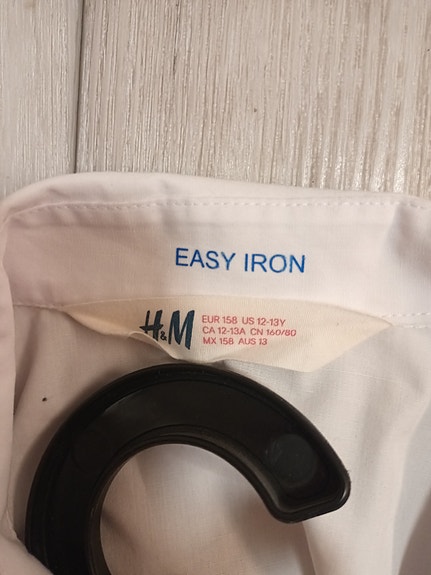 EASY IRON
H&M
EUR 158 US 12-13Y
CA 12-13A CN 160/80
MX 158 AUS 13